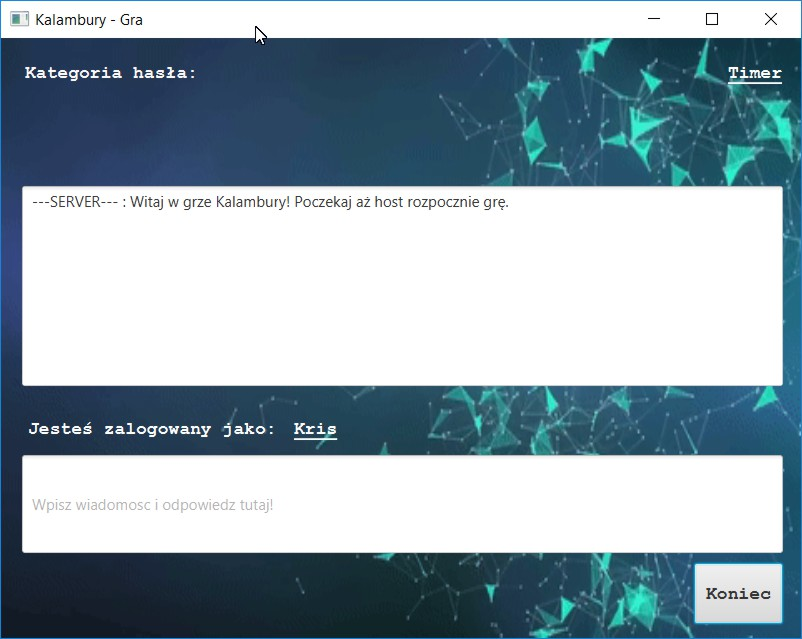 Kalambury - Gra
Kategoria hasła:
Timer
---SERVER--- : Witaj w grze Kalambury! Poczekaj aż host rozpocznie grę.
Jesteś zalogowany jako: Kris
Wpisz wiadomosc i odpowiedz tutaj!
Koniec